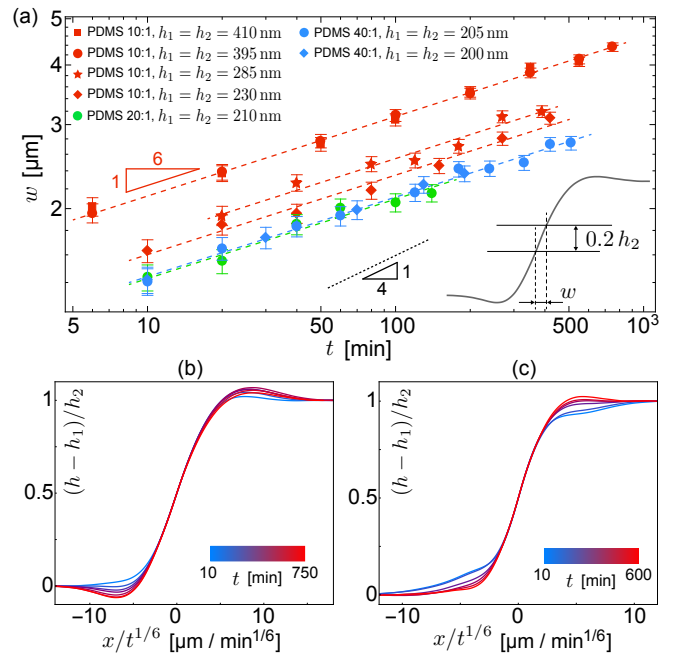 (a)
PDMS 10:1, h₁ = h₂ = 410 nm
PDMS 10:1, h₁ = h₂ = 395 nm
PDMS 10:1, h₁ = h₂ = 285 nm
PDMS 10:1, h₁ = h₂ = 230 nm
PDMS 20:1, h₁ = h₂ = 210 nm
PDMS 40:1, h₁ = h₂ = 205 nm
PDMS 40:1, h₁ = h₂ = 200 nm
w [µm]
5
4
3
2
6
1
1
4
0.2 h₂
w
5
10
50
100
500
10³
t [min]
(b)
(h − h₁)/h₂
1
0.5
0
10
750
t [min]
−10
0
10
x/t^{1/6} [µm / min^{1/6}]
(c)
(h − h₁)/h₂
1
0.5
0
10
600
t [min]
−10
0
10
x/t^{1/6} [µm / min^{1/6}]